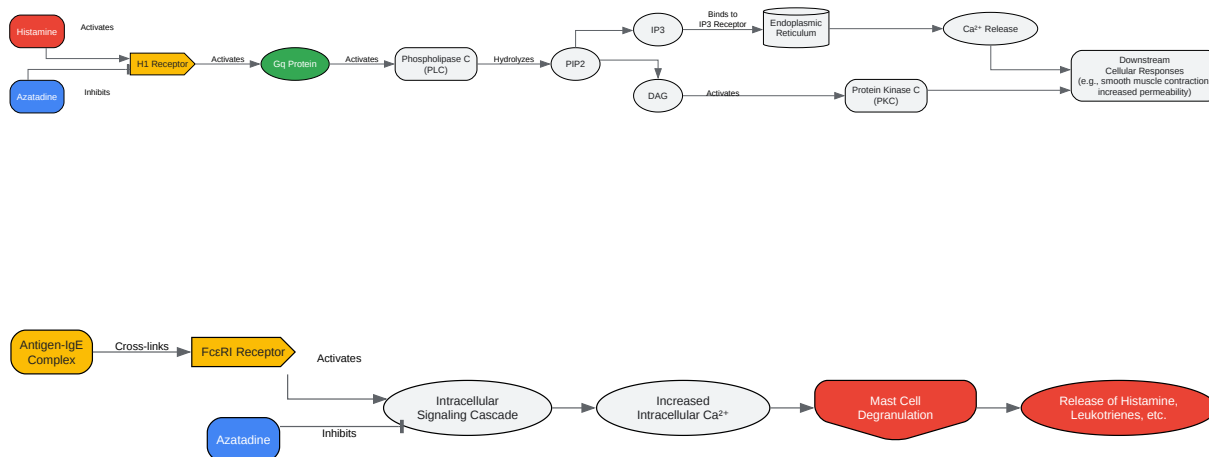 Histamine
Activates
H1 Receptor
Azatadine
Inhibits
Activates
Gq Protein
Activates
Phospholipase C
(PLC)
Hydrolyzes
PIP2
IP3
Binds to
IP3 Receptor
Endoplasmic
Reticulum
Ca²⁺ Release
DAG
Activates
Protein Kinase C
(PKC)
Downstream
Cellular Responses
(e.g., smooth muscle contraction
increased permeability)
Antigen-IgE
Complex
Cross-links
FcεRI Receptor
Activates
Azatadine
Inhibits
Intracellular
Signaling Cascade
Increased
Intracellular Ca²⁺
Mast Cell
Degranulation
Release of Histamine,
Leukotrienes, etc.